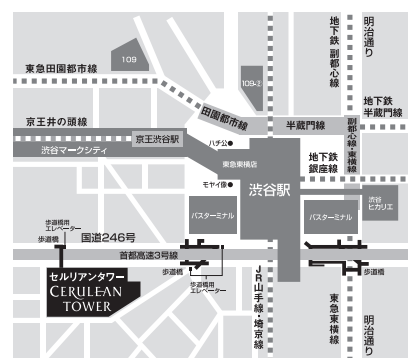 地下鉄 副都心線
明治通り
109
東急田園都市線
109-②
田園都市線
地下鉄
半蔵門線
京王井の頭線
半蔵門線
副都心線・東横線
京王渋谷駅
ハチ公
渋谷マークシティ
東急東横店
地下鉄
銀座線
モヤイ像
渋谷駅
渋谷
ヒカリエ
バスターミナル
バスターミナル
歩道橋用
エレベーター
歩道橋
国道246号
首都高速3号線
歩道橋
歩道橋
セルリアンタワー
CERULEAN
TOWER
歩道橋用
エレベーター
JR山手線・埼京線
東急東横線
明治通り